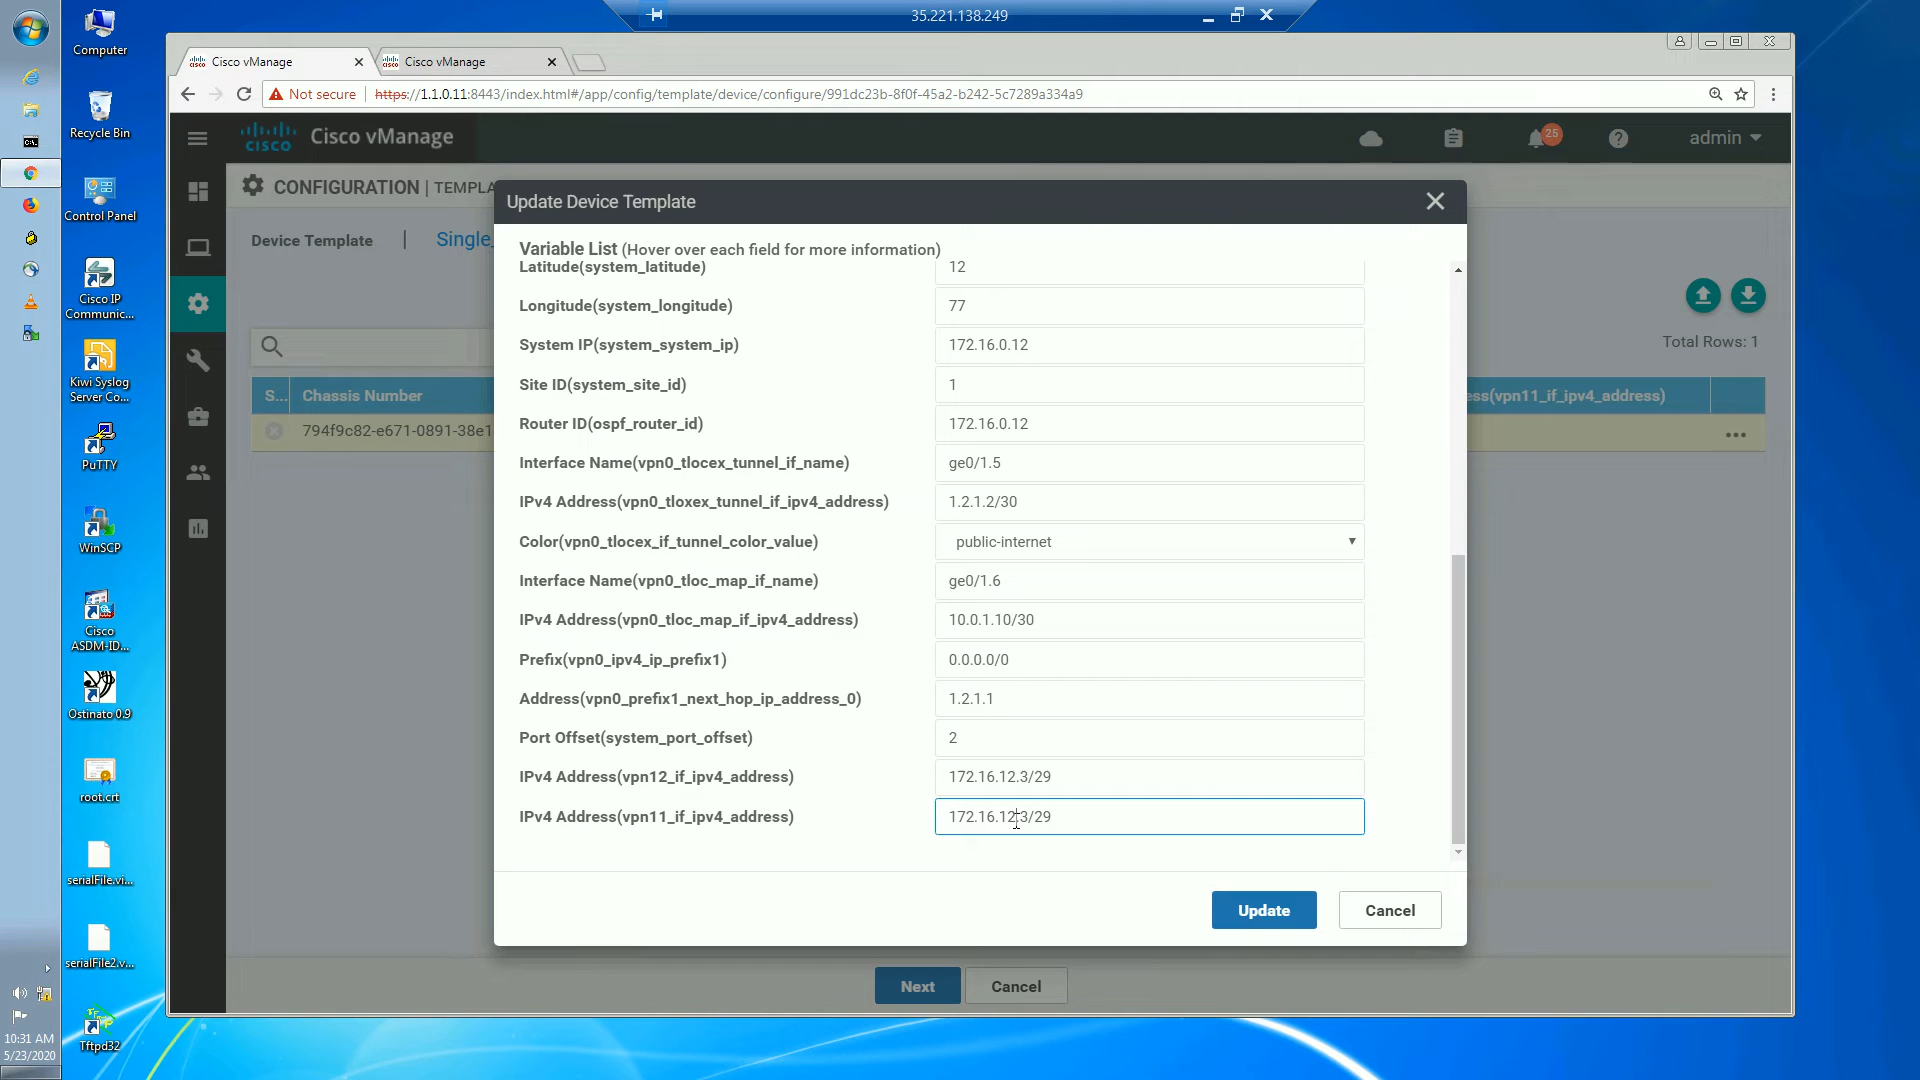 35.221.138.249
Computer
Recycle Bin
Control Panel
Cisco IP
Communic...
Kiwi Syslog
Server Co...
PuTTY
WinSCP
Cisco
ASDM-ID...
Ostinato 0.9
root.crt
serialFile.vi...
serialFile2.v...
Tftpd32
10:31 AM
5/23/2020
Cisco vManage
Cisco vManage
Not secure
https://1.1.0.11:8443/index.html#/app/config/template/device/configure/991dc23b-8f0f-45a2-b242-5c7289a334a9
cisco
Cisco vManage
25
admin
CONFIGURATION | TEMPLA
Device Template | Single_
Total Rows: 1
S...
Chassis Number
ess(vpn11_if_ipv4_address)
794f9c82-e671-0891-38e1
Update Device Template
Variable List (Hover over each field for more information)
Latitude(system_latitude) 12
Longitude(system_longitude) 77
System IP(system_system_ip) 172.16.0.12
Site ID(system_site_id) 1
Router ID(ospf_router_id) 172.16.0.12
Interface Name(vpn0_tlocex_tunnel_if_name) ge0/1.5
IPv4 Address(vpn0_tloxex_tunnel_if_ipv4_address) 1.2.1.2/30
Color(vpn0_tlocex_if_tunnel_color_value) public-internet
Interface Name(vpn0_tloc_map_if_name) ge0/1.6
IPv4 Address(vpn0_tloc_map_if_ipv4_address) 10.0.1.10/30
Prefix(vpn0_ipv4_ip_prefix1) 0.0.0.0/0
Address(vpn0_prefix1_next_hop_ip_address_0) 1.2.1.1
Port Offset(system_port_offset) 2
IPv4 Address(vpn12_if_ipv4_address) 172.16.12.3/29
IPv4 Address(vpn11_if_ipv4_address) 172.16.12.3/29
Update
Cancel
Next
Cancel